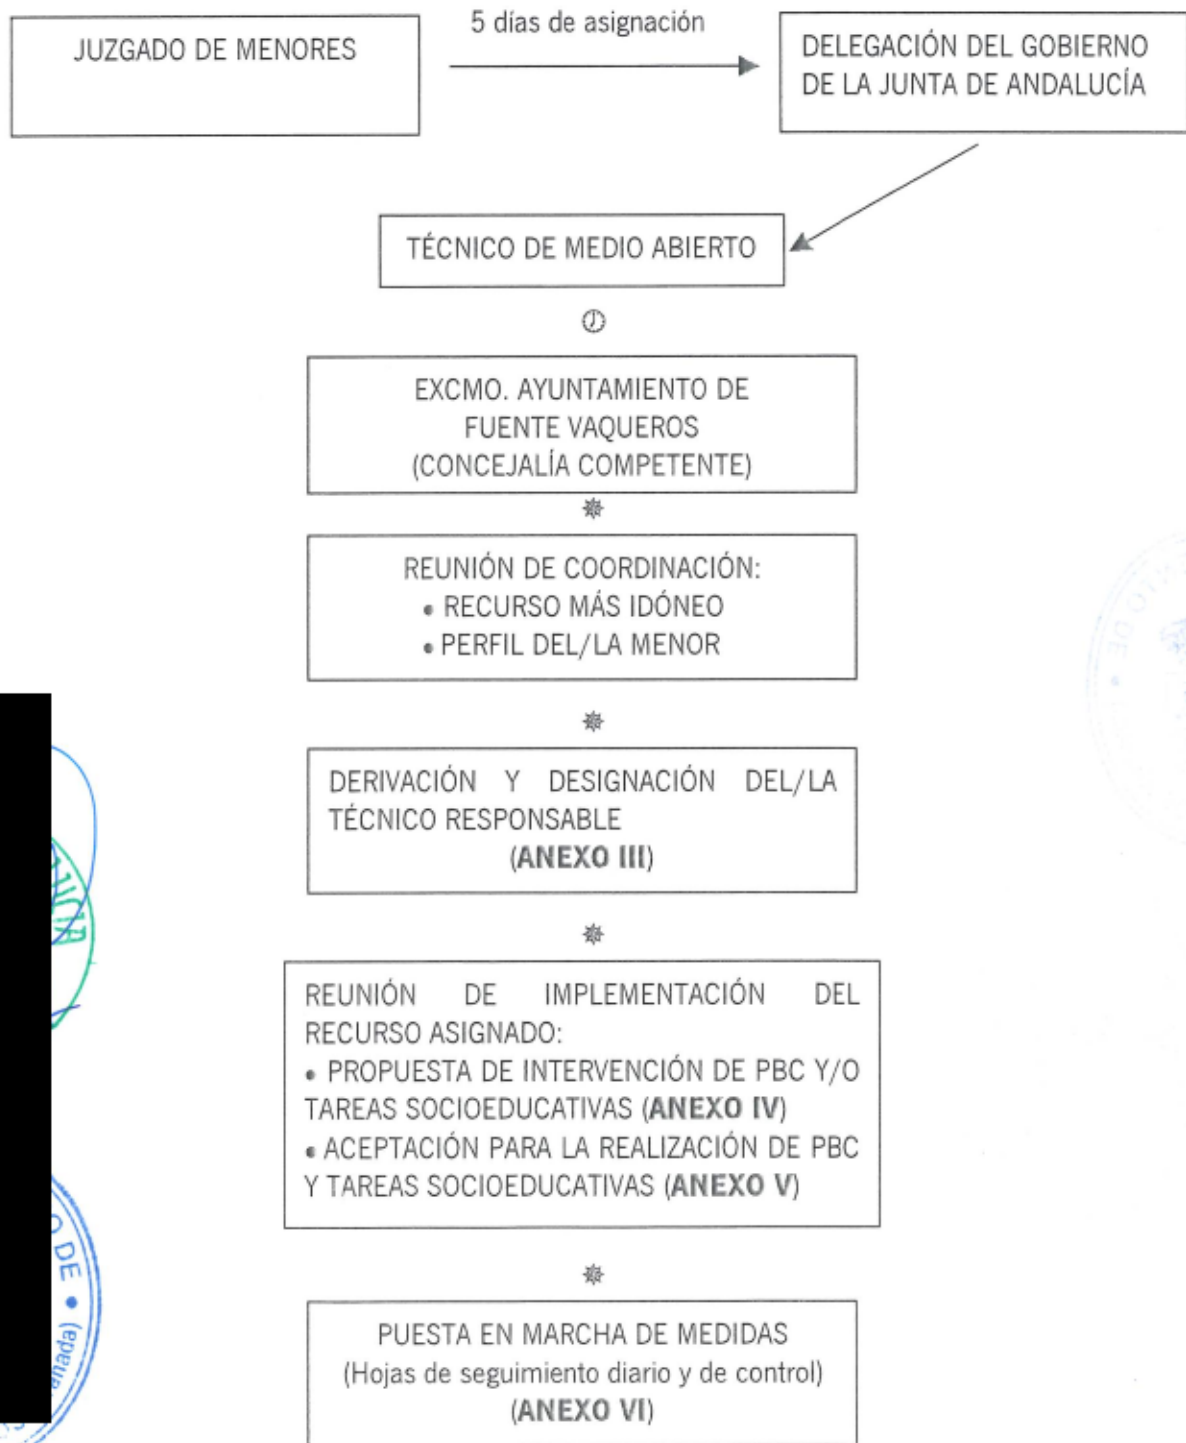 5 días de asignación
JUZGADO DE MENORES
DELEGACIÓN DEL GOBIERNO
DE LA JUNTA DE ANDALUCÍA
TÉCNICO DE MEDIO ABIERTO
EXCMO. AYUNTAMIENTO DE
FUENTE VAQUEROS
(CONCEJALÍA COMPETENTE)
REUNIÓN DE COORDINACIÓN:
• RECURSO MÁS IDÓNEO
• PERFIL DEL/LA MENOR
DERIVACIÓN Y DESIGNACIÓN DEL/LA
TÉCNICO RESPONSABLE
(ANEXO III)
REUNIÓN DE IMPLEMENTACIÓN DEL
RECURSO ASIGNADO:
• PROPUESTA DE INTERVENCIÓN DE PBC Y/O
TAREAS SOCIOEDUCATIVAS (ANEXO IV)
• ACEPTACIÓN PARA LA REALIZACIÓN DE PBC
Y TAREAS SOCIOEDUCATIVAS (ANEXO V)
PUESTA EN MARCHA DE MEDIDAS
(Hojas de seguimiento diario y de control)
(ANEXO VI)